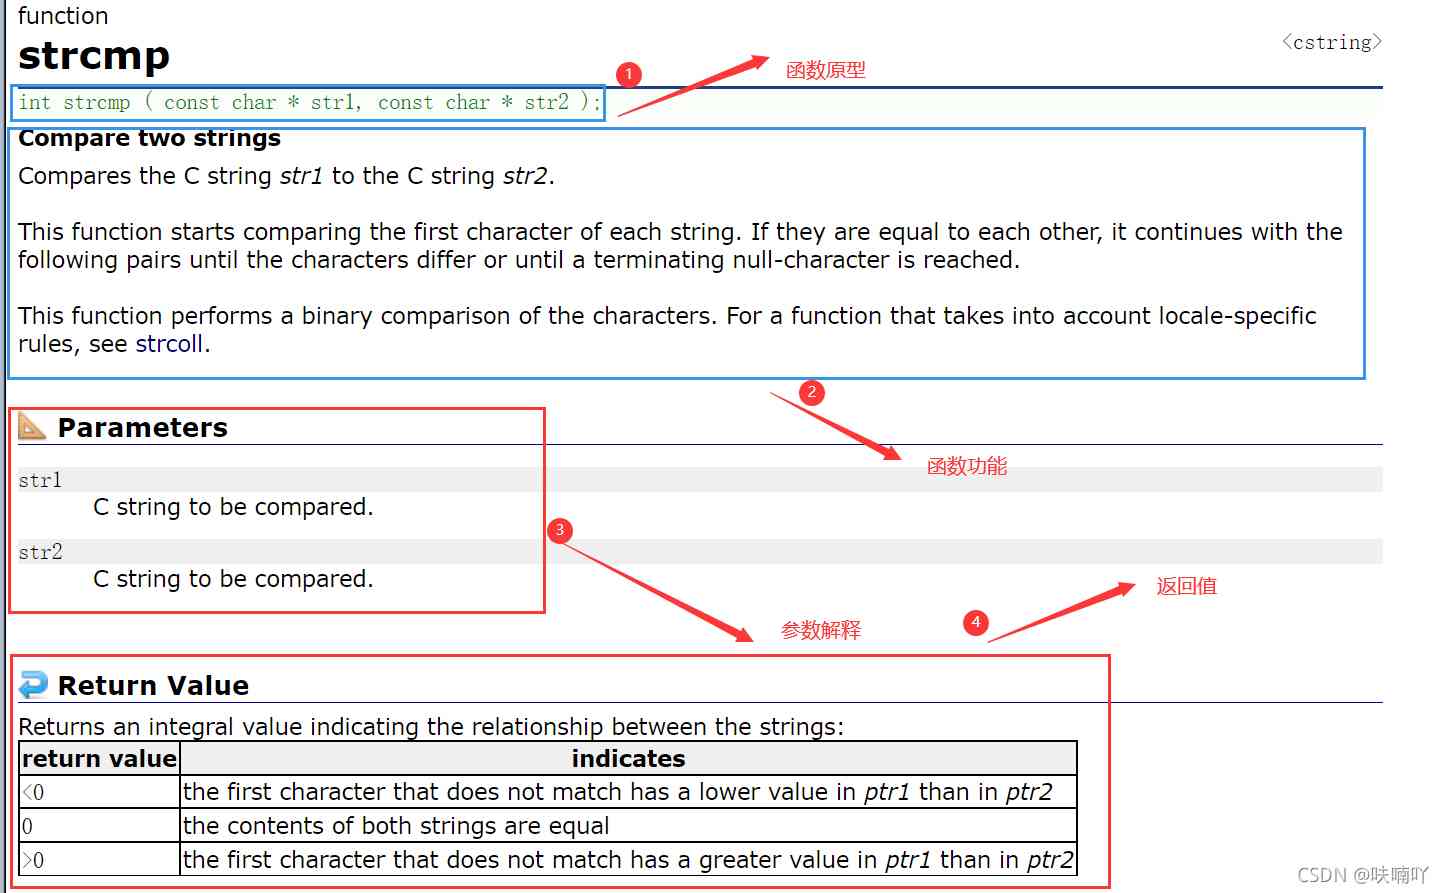 function
strcmp
<cstring>
1
函数原型
int strcmp ( const char * str1, const char * str2 );
Compare two strings
Compares the C string str1 to the C string str2.
This function starts comparing the first character of each string. If they are equal to each other, it continues with the
following pairs until the characters differ or until a terminating null-character is reached.
This function performs a binary comparison of the characters. For a function that takes into account locale-specific
rules, see strcoll.
2
函数功能
Parameters
str1
C string to be compared.
3
str2
C string to be compared.
参数解释
4
返回值
Return Value
Returns an integral value indicating the relationship between the strings:
return value indicates
<0 the first character that does not match has a lower value in ptr1 than in ptr2
0 the contents of both strings are equal
>0 the first character that does not match has a greater value in ptr1 than in ptr2
CSDN @呋喃吖